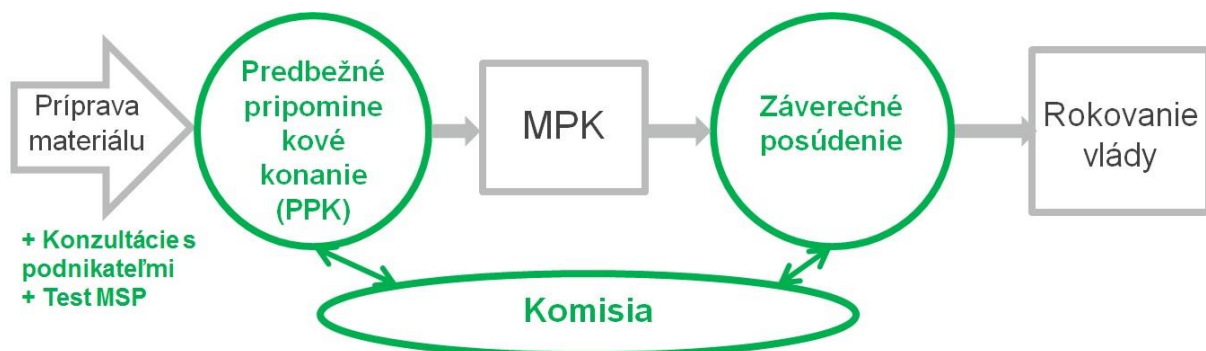 Príprava
materiálu
+ Konzultácie s
podnikateľmi
+ Test MSP
Predbežné
pripomine
kové
konanie
(PPK)
MPK
Záverečné
posúdenie
Rokovanie
vlády
Komisia